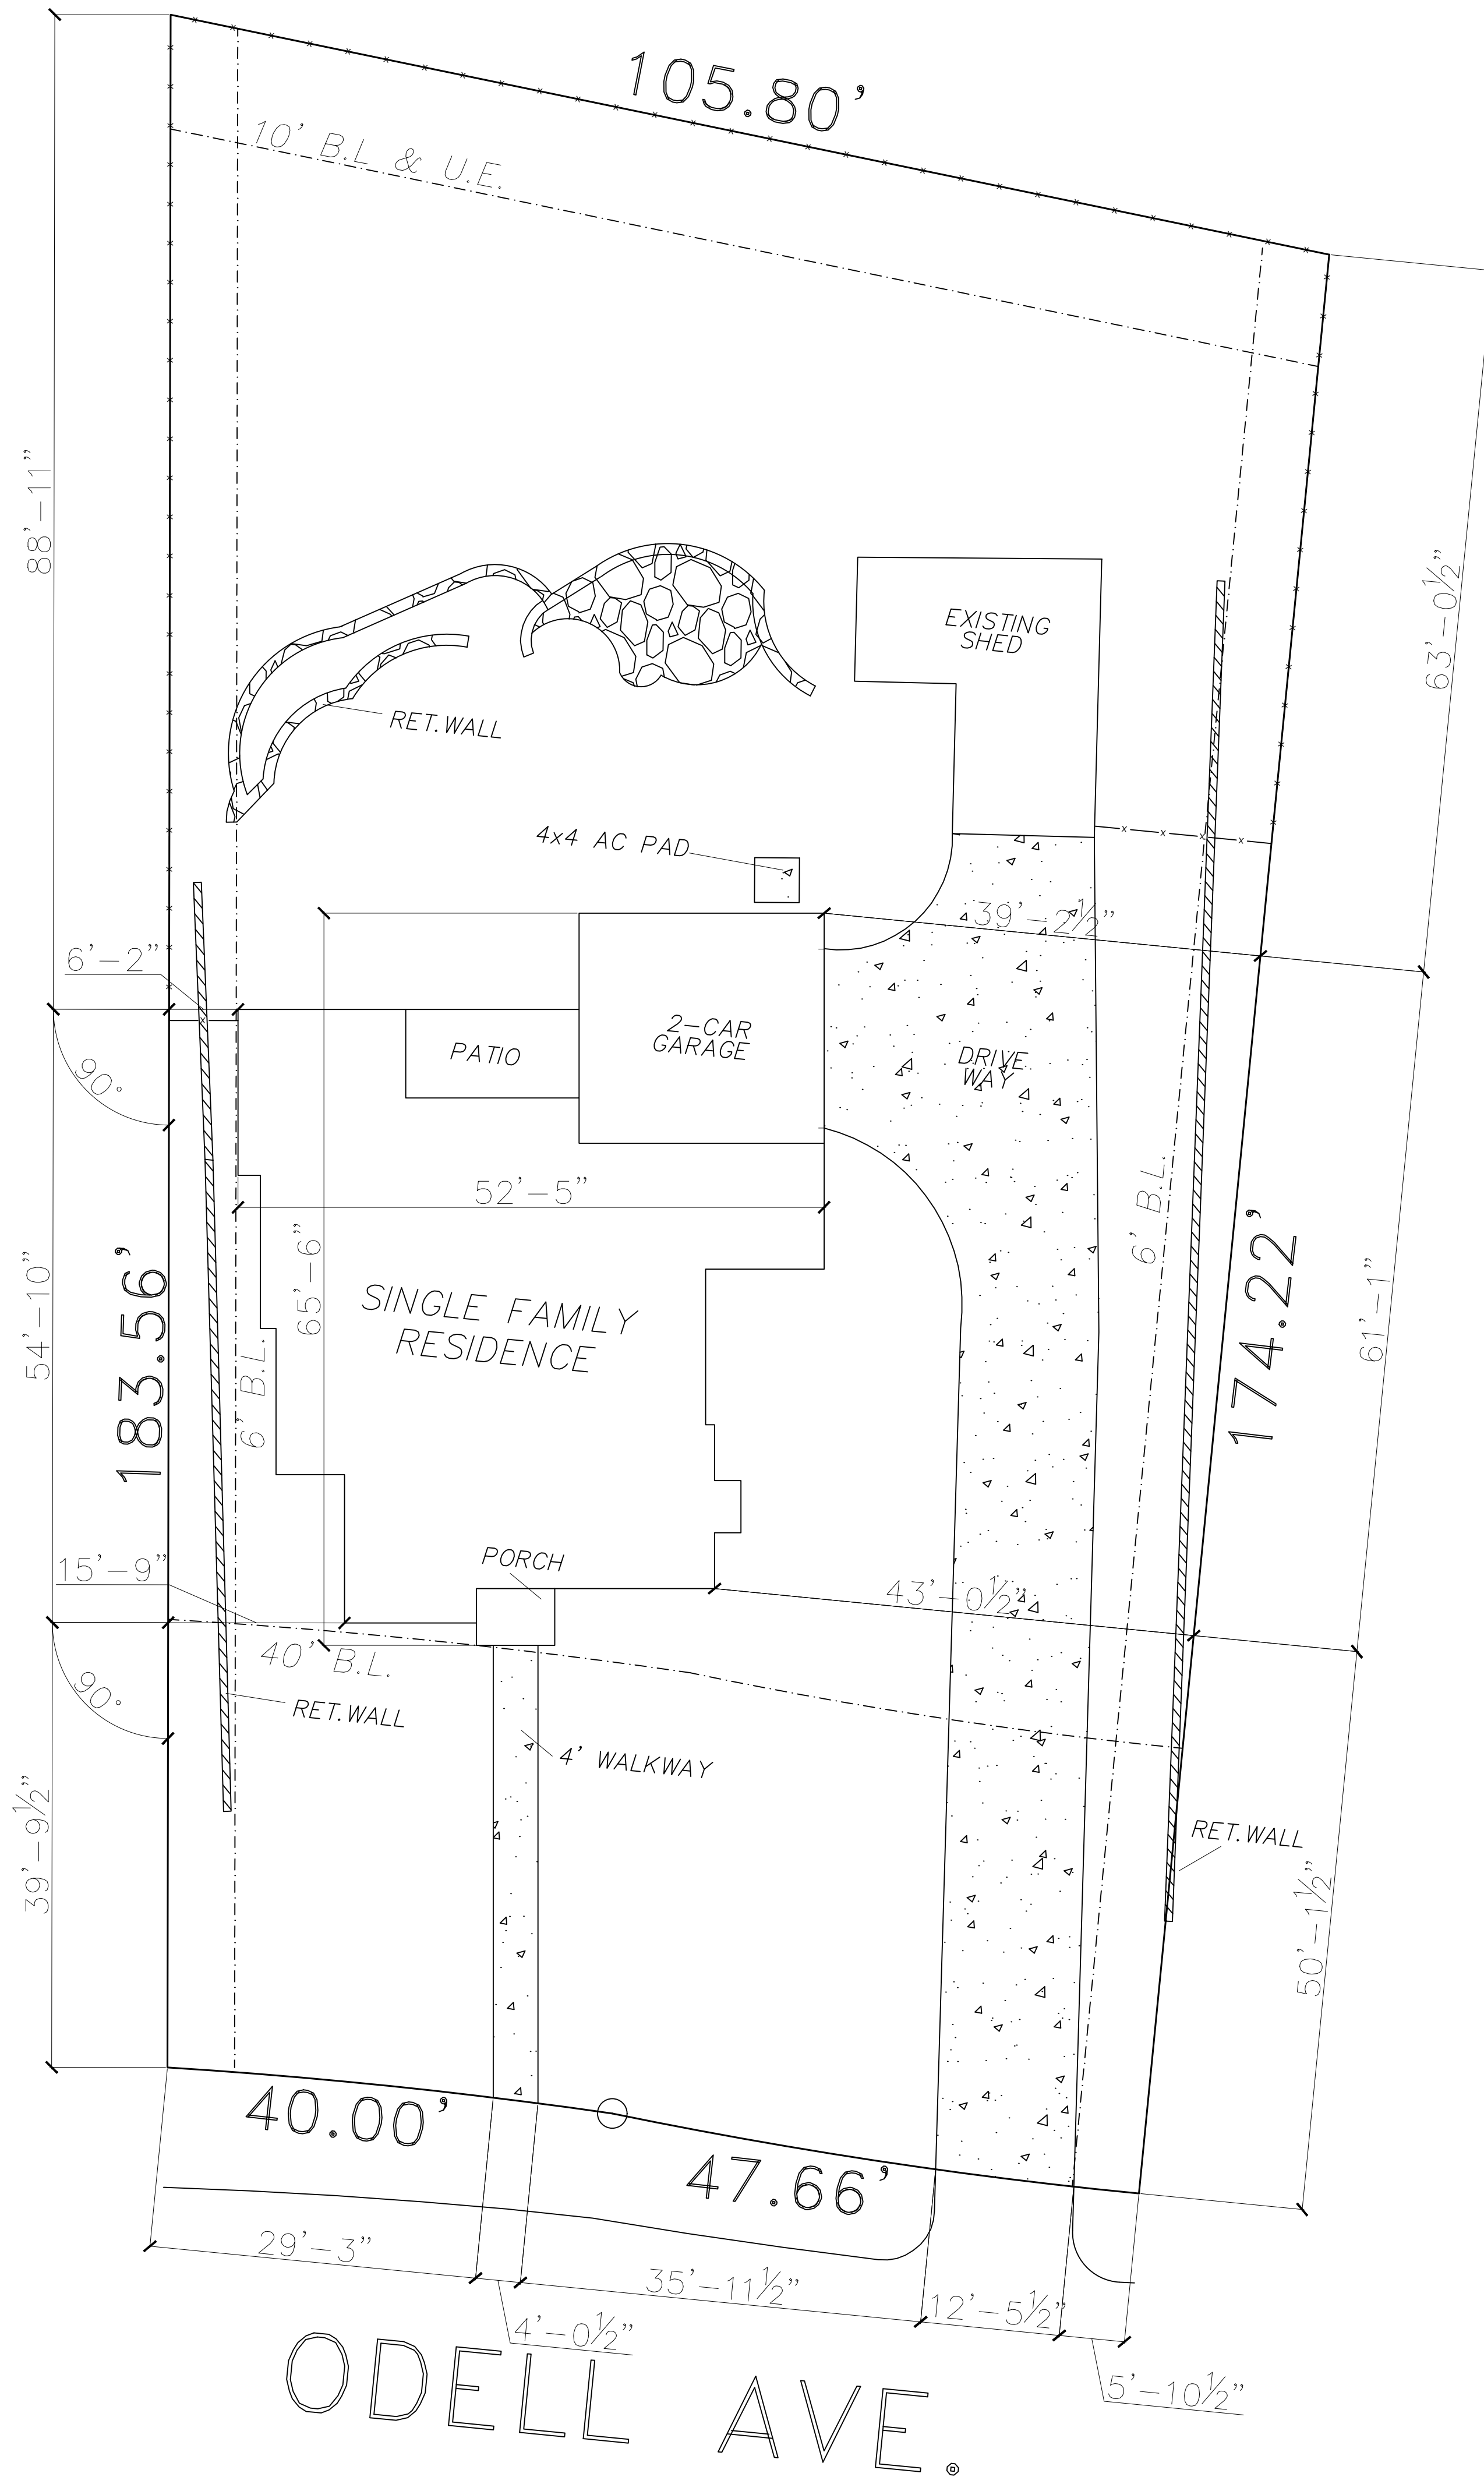 105.80'
10' B.L & U.E.
88'-11"
63'-0½"
EXISTING
SHED
RET.WALL
4x4 AC PAD
39'-2½"
6'-2"
2-CAR
GARAGE
PATIO
DRIVE
WAY
90°
52'-5"
6' B.L.
174.22'
65'-6"
183.56'
54'-10"
SINGLE FAMILY
RESIDENCE
6' B.L.
61'-1"
PORCH
15'-9"
43'-0½"
40' B.L.
90°
RET.WALL
4' WALKWAY
39'-9½"
RET.WALL
50'-1½"
40.00'
47.66'
29'-3"
35'-11½"
12'-5½"
4'-0½"
5'-10½"
ODELL AVE.